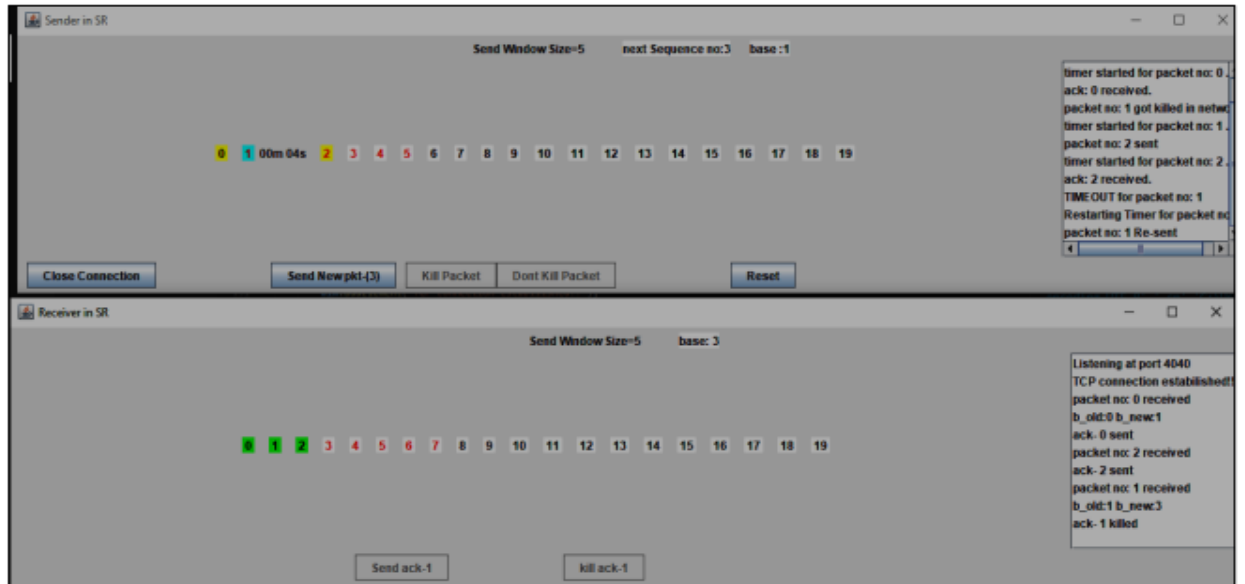 Sender in SR
Send Window Size=5 next Sequence no:3 base :1
timer started for packet no: 0 .
ack: 0 received.
packet no: 1 got killed in netwo
timer started for packet no: 1 .
packet no: 2 sent
timer started for packet no: 2 .
ack: 2 received.
TIMEOUT for packet no: 1
Restarting Timer for packet no
packet no: 1 Re-sent
0 1 00m 04s 2 3 4 5 6 7 8 9 10 11 12 13 14 15 16 17 18 19
Close Connection Send New pkt-(3) Kill Packet Dont Kill Packet Reset
Receiver in SR
Send Window Size=5 base: 3
Listening at port 4040
TCP connection estabilished!!
packet no: 0 received
b_old:0 b_new:1
ack- 0 sent
packet no: 2 received
ack- 2 sent
packet no: 1 received
b_old:1 b_new:3
ack- 1 killed
0 1 2 3 4 5 6 7 8 9 10 11 12 13 14 15 16 17 18 19
Send ack-1 kill ack-1